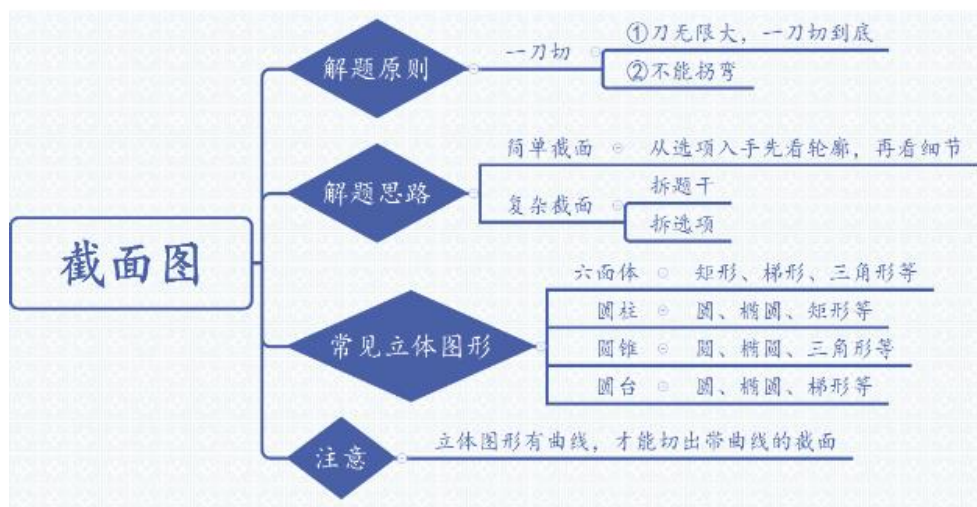 截面图
解题原则
一刀切
①刀无限大，一刀切到底
②不能拐弯
解题思路
简单截面
从选项入手先看轮廓，再看细节
复杂截面
拆题干
拆选项
常见立体图形
六面体
矩形、梯形、三角形等
圆柱
圆、椭圆、矩形等
圆锥
圆、椭圆、三角形等
圆台
圆、椭圆、梯形等
注意
立体图形有曲线，才能切出带曲线的截面